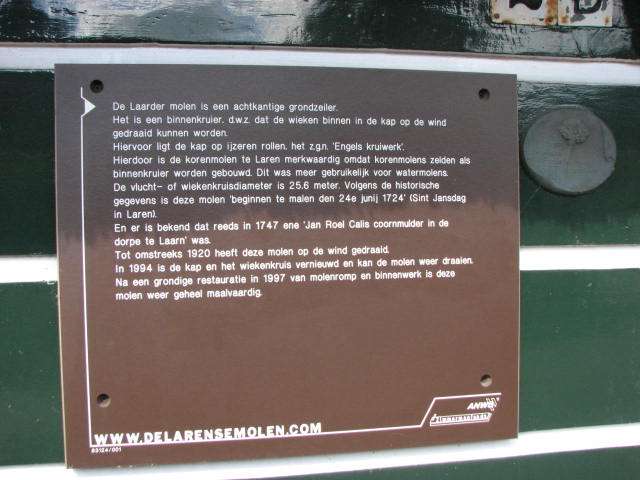 De Laarder molen is een achtkantige grondzeiler.
Het is een binnenkruier, d.w.z. dat de wieken binnen in de kap op de wind
gedraaid kunnen worden.
Hiervoor ligt de kap op ijzeren rollen, het z.g.n. 'Engels kruiwerk'.
Hierdoor is de korenmolen te Laren merkwaardig omdat korenmolens zelden als
binnenkruier worden gebouwd. Dit was meer gebruikelijk voor watermolens.
De vlucht- of wiekenkruisdiameter is 25.6 meter. Volgens de historische
gegevens is deze molen 'beginnen te malen den 24e junij 1724' (Sint Jansdag
in Laren).
En er is bekend dat reeds in 1747 ene 'Jan Roel Calis coornmulder in de
dorpe te Laarn' was.
Tot omstreeks 1920 heeft deze molen op de wind gedraaid.
In 1994 is de kap en het wiekenkruis vernieuwd en kan de molen weer draaien.
Na een grondige restauratie in 1997 van molenromp en binnenwerk is deze
molen weer geheel maalvaardig.
ANWB
WWW.DELARENSEMOLEN.COM
83124/001